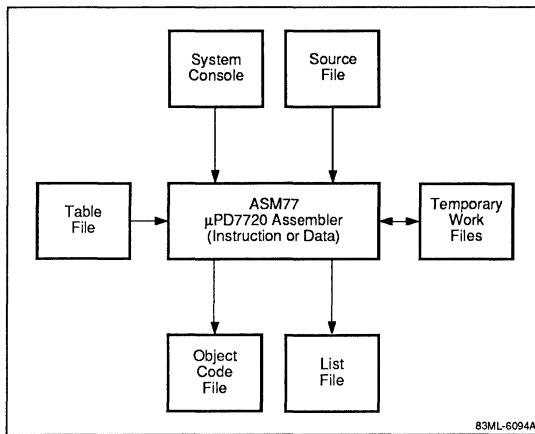 System
Console
Source
File
Table
File
ASM77
μPD7720 Assembler
(Instruction or Data)
Temporary
Work
Files
Object
Code
File
List
File
83ML-6094A